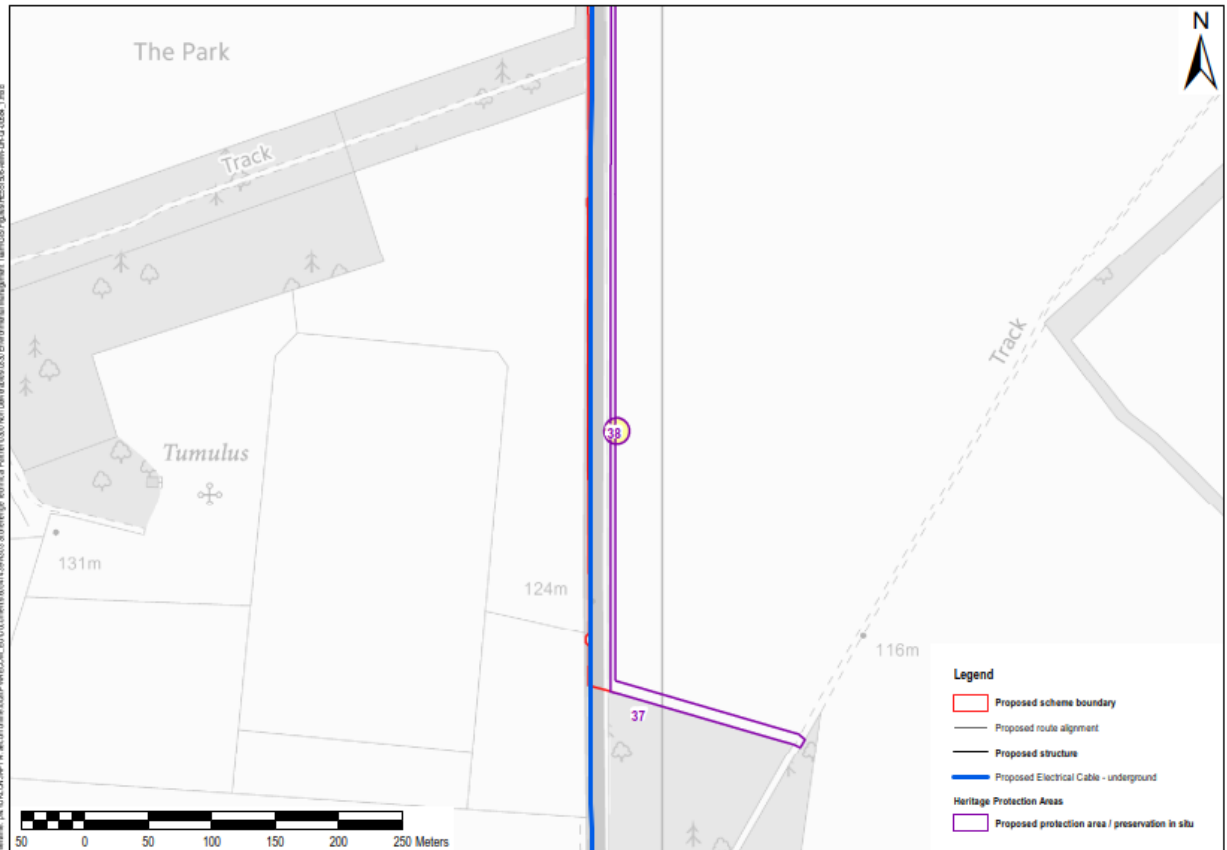 The Park
N
Track
Track
38
Tumulus
131m
124m
116m
37
Legend
Proposed scheme boundary
Proposed route alignment
Proposed structure
Proposed Electrical Cable - underground
Heritage Protection Areas
Proposed protection area / preservation in situ
50 0 50 100 150 200 250 Meters